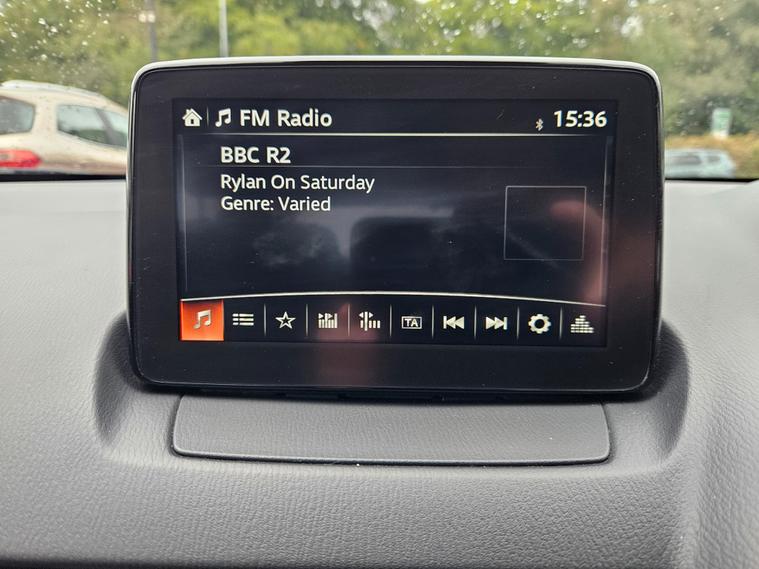 FM Radio
15:36
BBC R2
Rylan On Saturday
Genre: Varied
TA